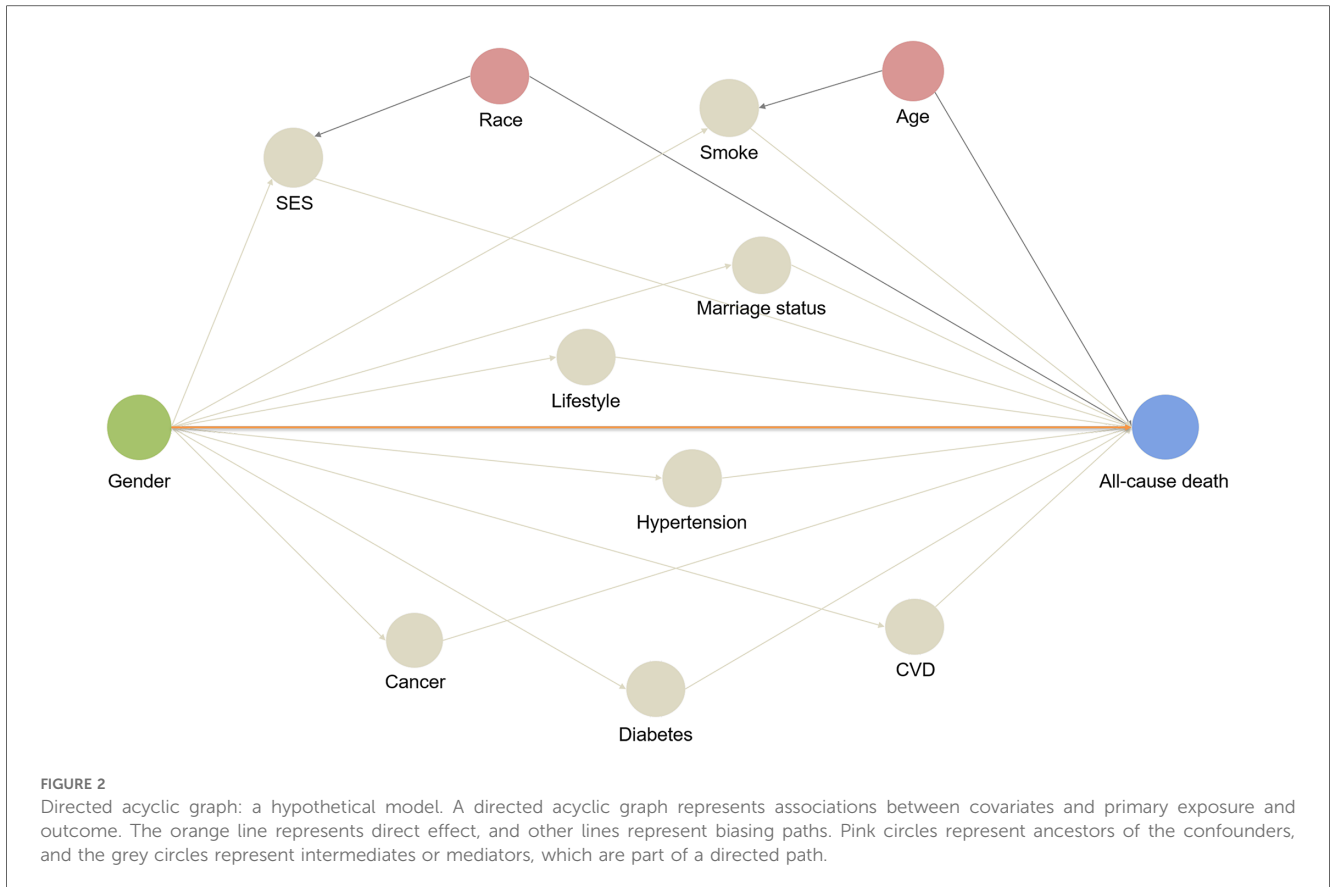 Race
Age
Smoke
SES
Marriage status
Lifestyle
Gender
All-cause death
Hypertension
Cancer
CVD
Diabetes
FIGURE 2
Directed acyclic graph: a hypothetical model. A directed acyclic graph represents associations between covariates and primary exposure and
outcome. The orange line represents direct effect, and other lines represent biasing paths. Pink circles represent ancestors of the confounders,
and the grey circles represent intermediates or mediators, which are part of a directed path.